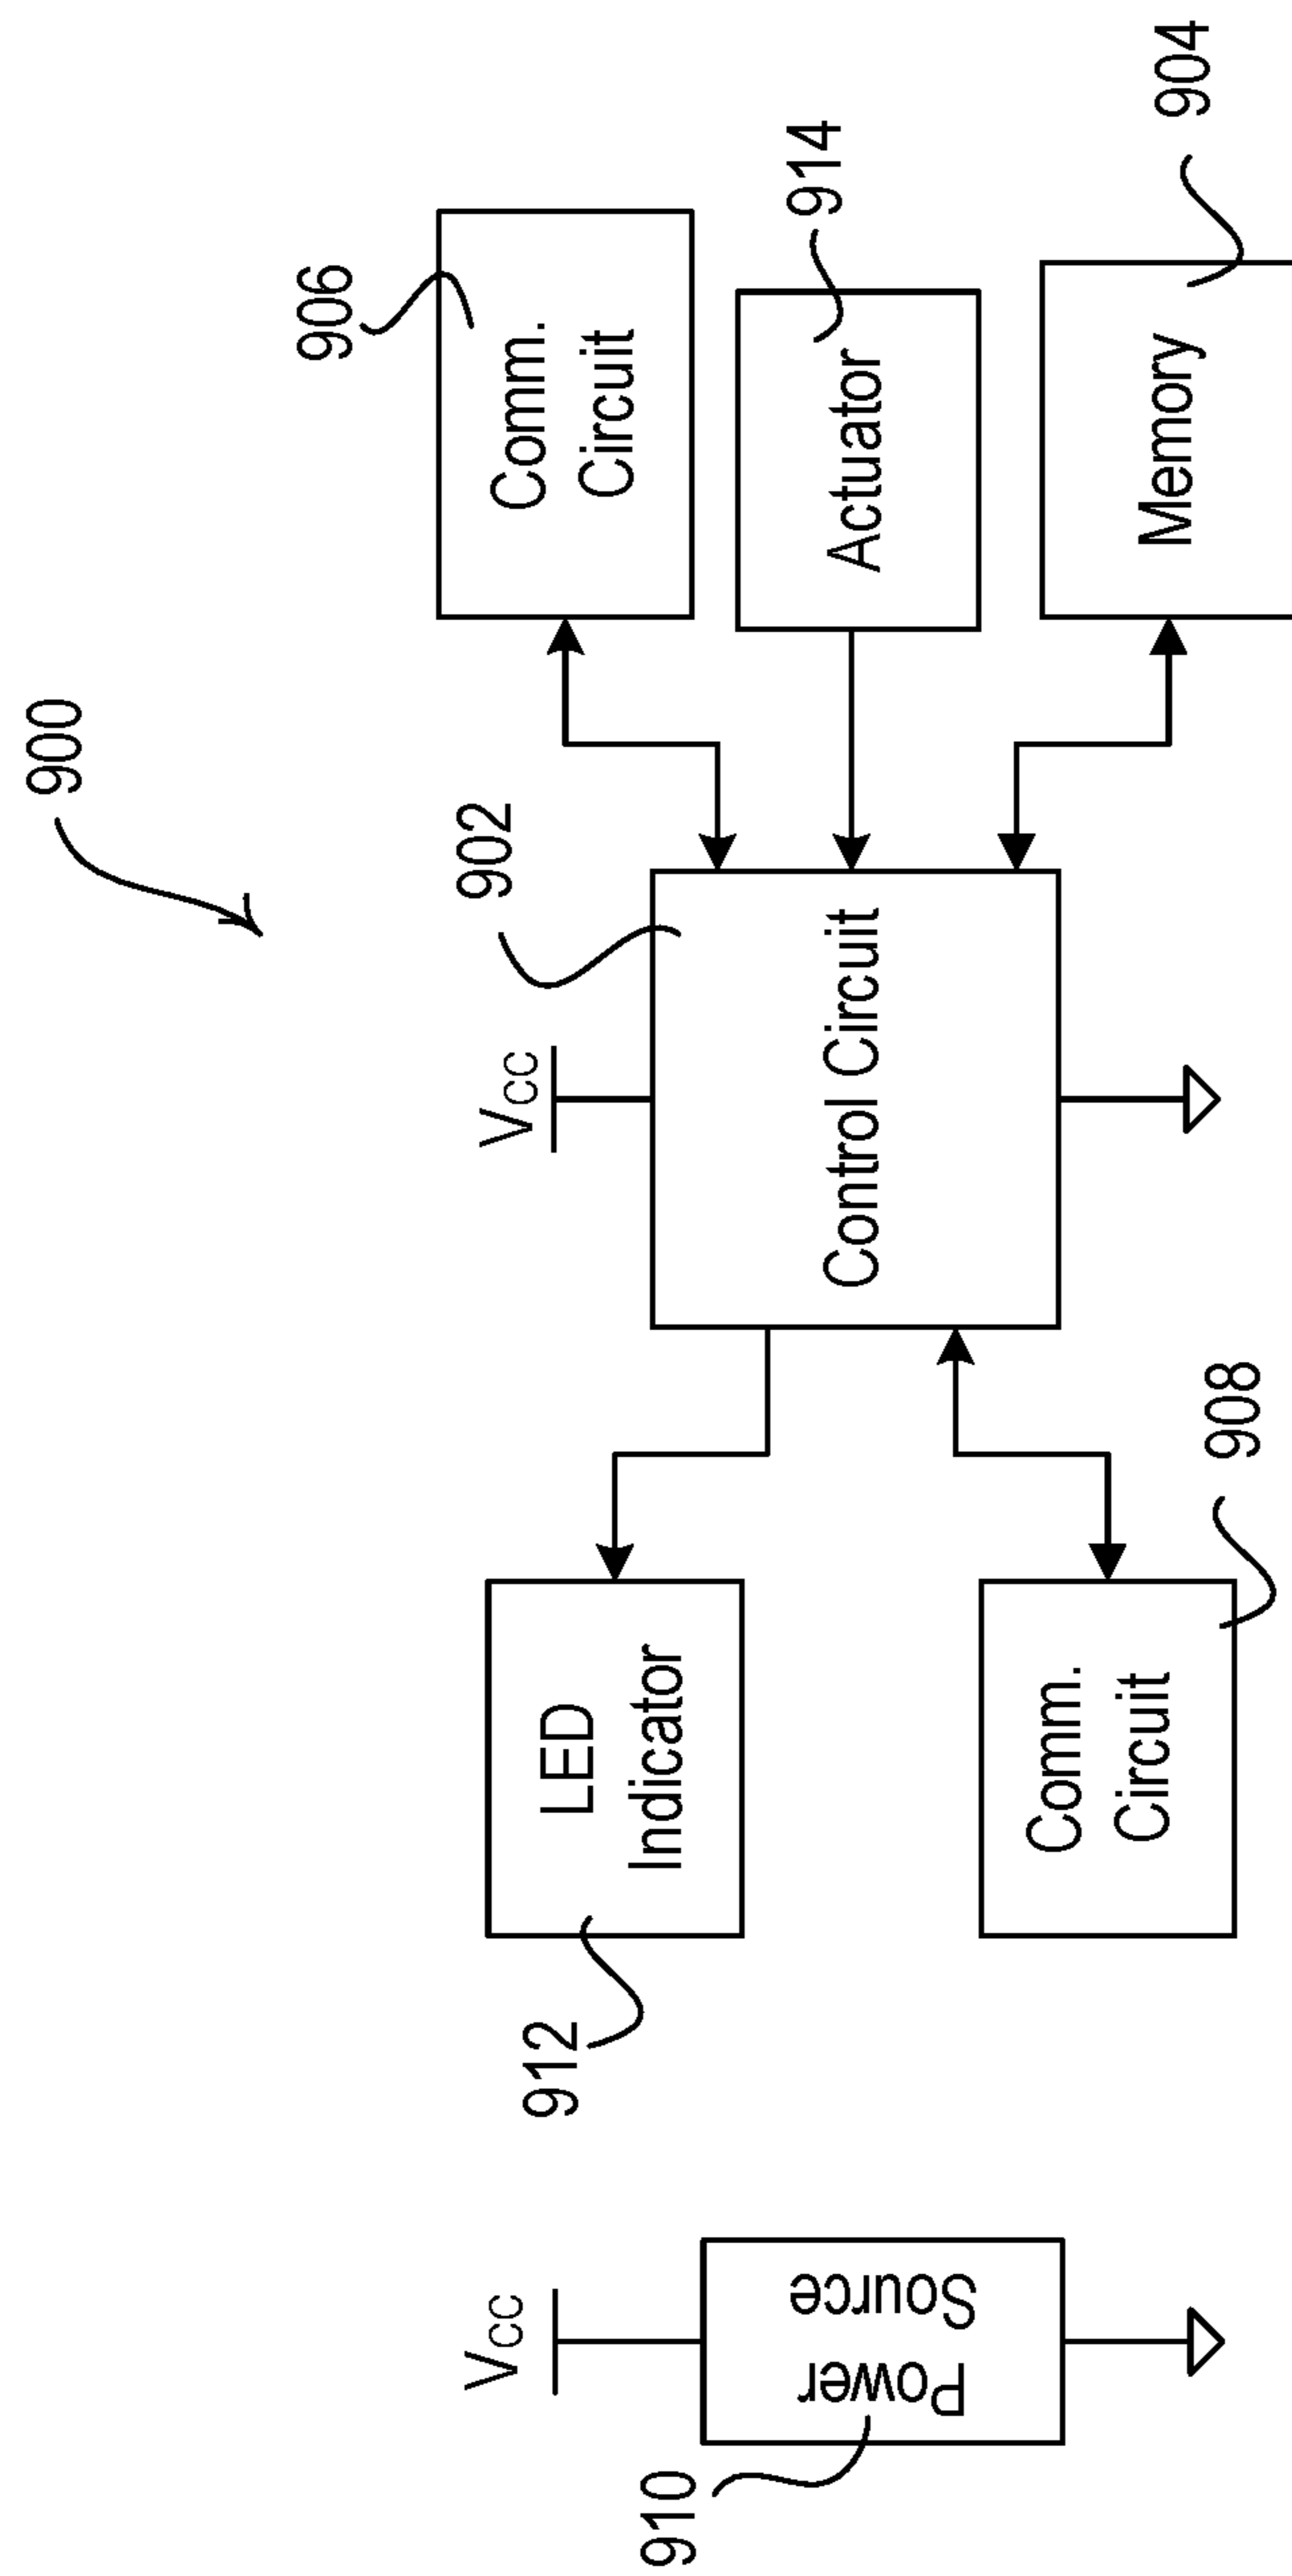 900
906
Comm.
Circuit
914
Actuator
904
Memory
902
VCC
Control Circuit
912
LED
Indicator
908
Comm.
Circuit
910
VCC
Power
Source